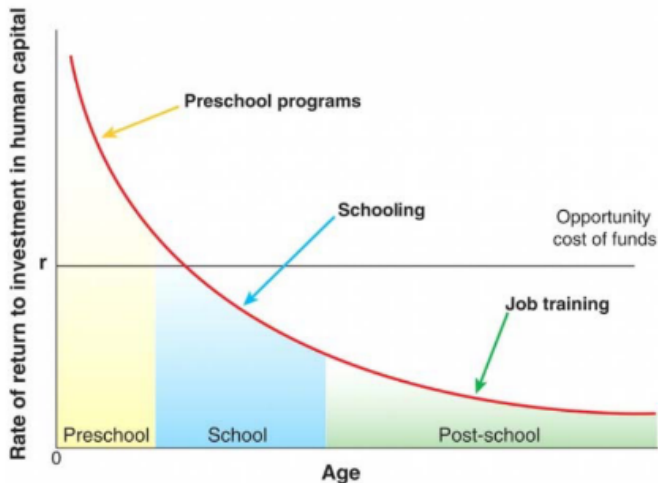 Rate of return to investment in human capital
Preschool programs
Schooling
Opportunity
cost of funds
r
Job training
Preschool
School
Post-school
0
Age